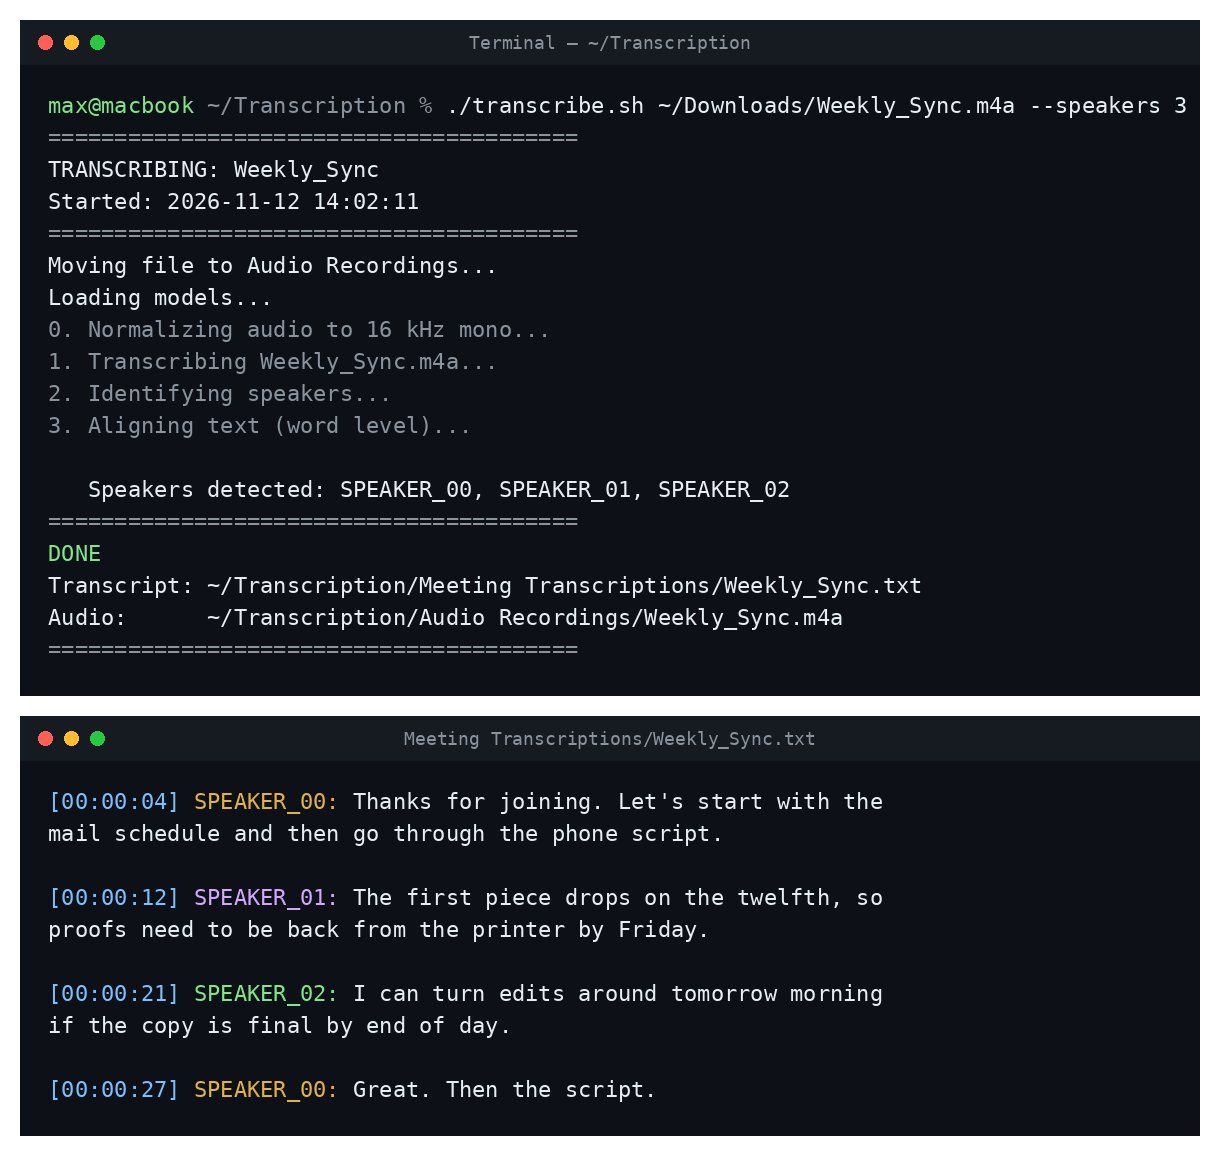 Terminal — ~/Transcription
max@macbook ~/Transcription % ./transcribe.sh ~/Downloads/Weekly_Sync.m4a --speakers 3
========================================
TRANSCRIBING: Weekly_Sync
Started: 2026-11-12 14:02:11
========================================
Moving file to Audio Recordings...
Loading models...
0. Normalizing audio to 16 kHz mono...
1. Transcribing Weekly_Sync.m4a...
2. Identifying speakers...
3. Aligning text (word level)...
   Speakers detected: SPEAKER_00, SPEAKER_01, SPEAKER_02
========================================
DONE
Transcript: ~/Transcription/Meeting Transcriptions/Weekly_Sync.txt
Audio:      ~/Transcription/Audio Recordings/Weekly_Sync.m4a
========================================
Meeting Transcriptions/Weekly_Sync.txt
[00:00:04] SPEAKER_00: Thanks for joining. Let's start with the
mail schedule and then go through the phone script.
[00:00:12] SPEAKER_01: The first piece drops on the twelfth, so
proofs need to be back from the printer by Friday.
[00:00:21] SPEAKER_02: I can turn edits around tomorrow morning
if the copy is final by end of day.
[00:00:27] SPEAKER_00: Great. Then the script.